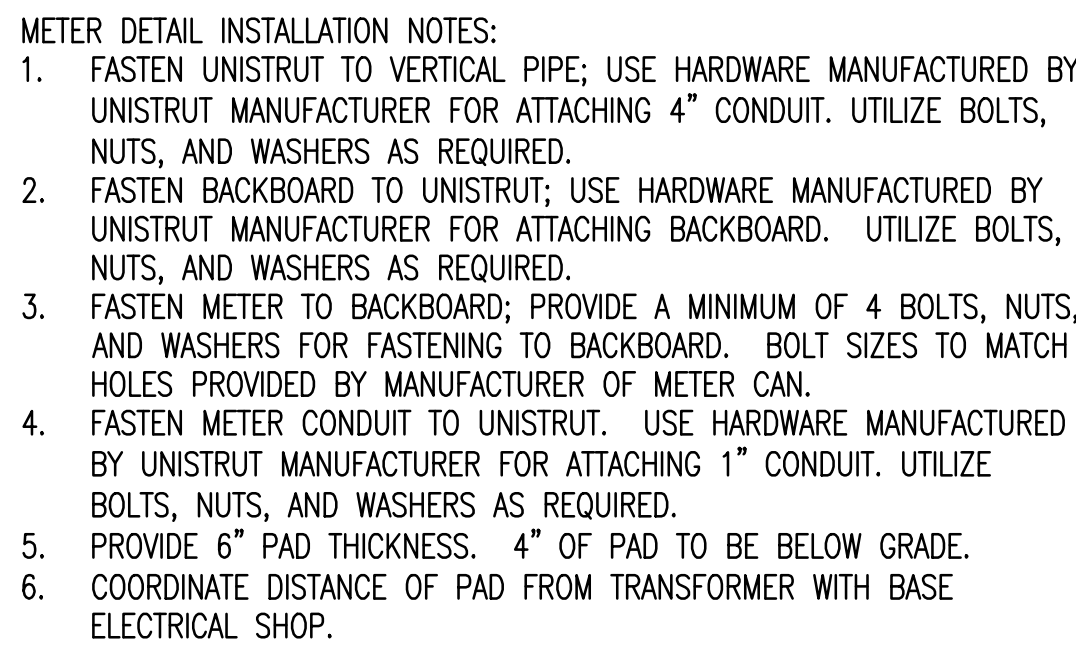 METER DETAIL INSTALLATION NOTES:
1. FASTEN UNISTRUT TO VERTICAL PIPE; USE HARDWARE MANUFACTURED BY
UNISTRUT MANUFACTURER FOR ATTACHING 4" CONDUIT. UTILIZE BOLTS,
NUTS, AND WASHERS AS REQUIRED.
2. FASTEN BACKBOARD TO UNISTRUT; USE HARDWARE MANUFACTURED BY
UNISTRUT MANUFACTURER FOR ATTACHING BACKBOARD. UTILIZE BOLTS,
NUTS, AND WASHERS AS REQUIRED.
3. FASTEN METER TO BACKBOARD; PROVIDE A MINIMUM OF 4 BOLTS, NUTS,
AND WASHERS FOR FASTENING TO BACKBOARD. BOLT SIZES TO MATCH
HOLES PROVIDED BY MANUFACTURER OF METER CAN.
4. FASTEN METER CONDUIT TO UNISTRUT. USE HARDWARE MANUFACTURED
BY UNISTRUT MANUFACTURER FOR ATTACHING 1" CONDUIT. UTILIZE
BOLTS, NUTS, AND WASHERS AS REQUIRED.
5. PROVIDE 6" PAD THICKNESS. 4" OF PAD TO BE BELOW GRADE.
6. COORDINATE DISTANCE OF PAD FROM TRANSFORMER WITH BASE
ELECTRICAL SHOP.